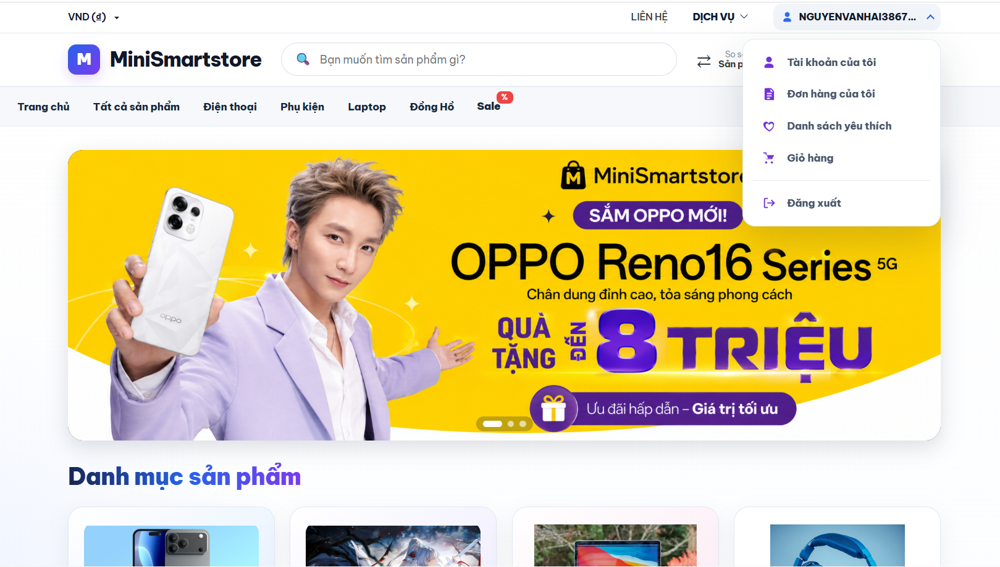 VND (₫)
LIÊN HỆ
DỊCH VỤ
NGUYENVANHAI3867...
M
MiniSmartstore
Bạn muốn tìm sản phẩm gì?
So s
Sản p
Tài khoản của tôi
Đơn hàng của tôi
Danh sách yêu thích
Giỏ hàng
Đăng xuất
Trang chủ
Tất cả sản phẩm
Điện thoại
Phụ kiện
Laptop
Đồng Hồ
Sale
%
M
MiniSmartstore
SẮM OPPO MỚI!
OPPO Reno16 Series 5G
Chân dung đỉnh cao, tỏa sáng phong cách
QUÀ TẶNG ĐẾN 8 TRIỆU
Ưu đãi hấp dẫn – Giá trị tối ưu
oppo
Danh mục sản phẩm